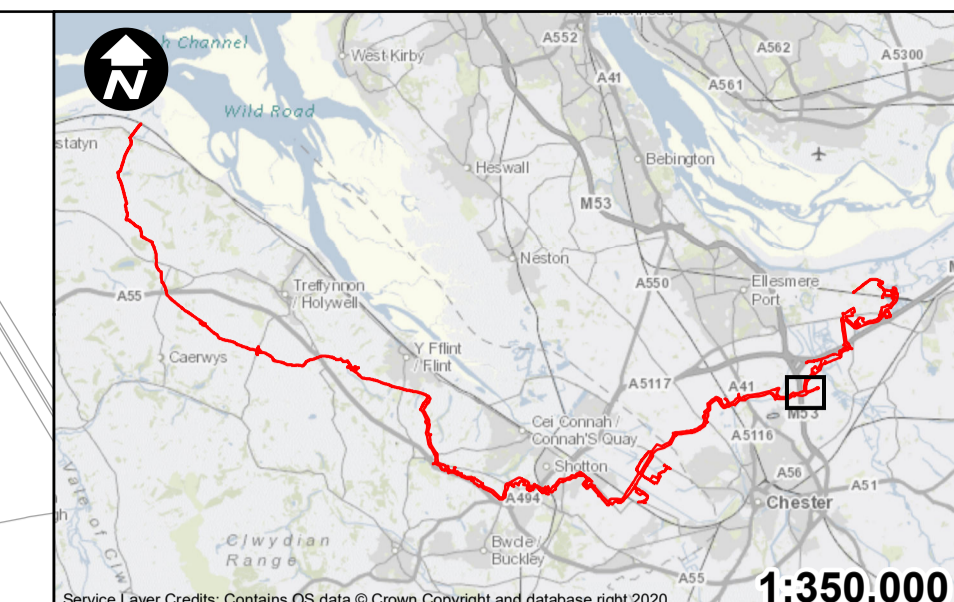 N
h Channel
A552
A562
A5300
West Kirby
A41
A561
Wild Road
statyn
Heswall
Bebington
M53
Neston
A550
Ellesmere
Port
Treffynnon
/ Holywell
A55
Caerwys
Y Fflint
/ Flint
A5117
A41
M53
Cei Connah /
Connah'S Quay
A5116
Shotton
A56
A51
A494
Chester
Clwydian
Range
Bwcle /
Buckley
A55
1:350,000
Service Layer Credits: Contains OS data © Crown Copyright and database right 2020